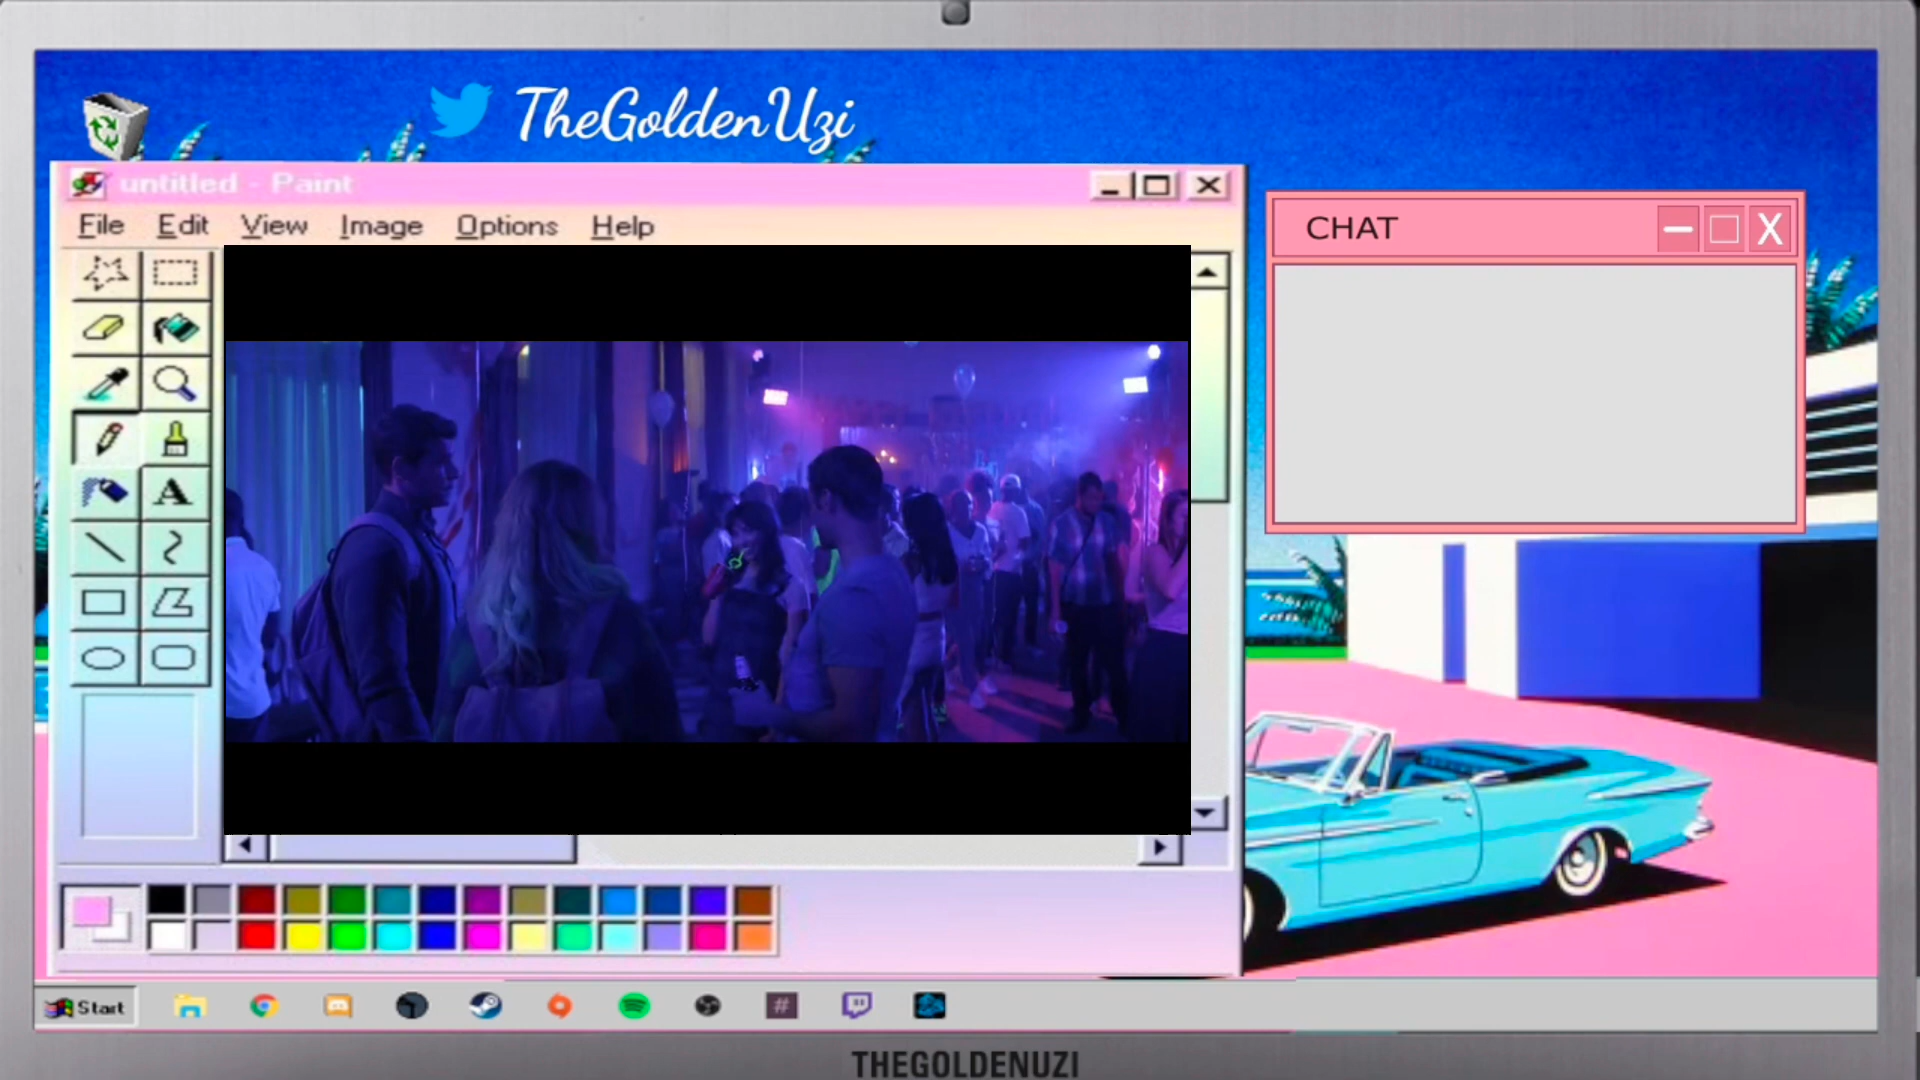 TheGoldenUzi
untitled - Paint
File Edit View Image Options Help
CHAT
X
A
Start
#
THEGOLDENUZI